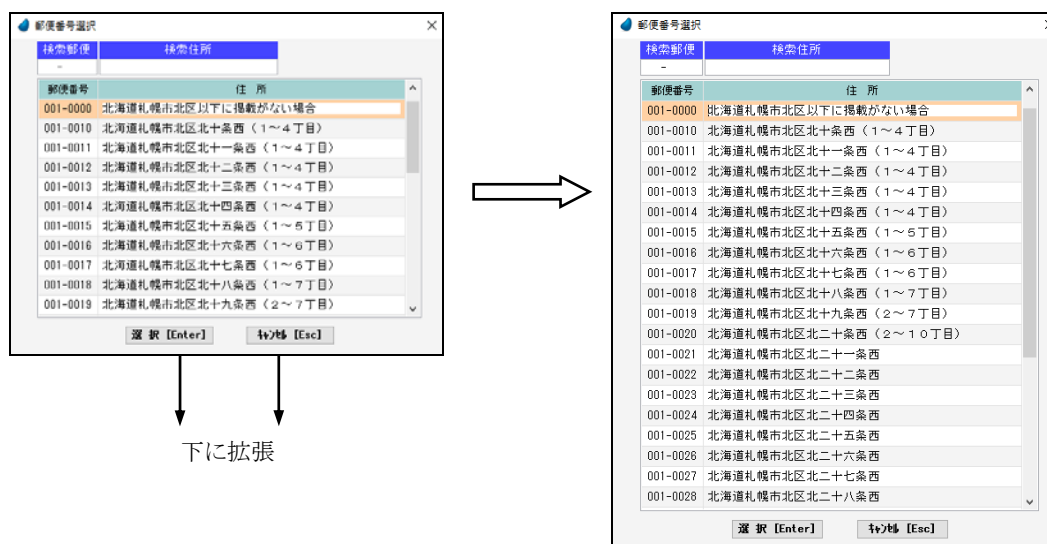 郵便番号選択
検索郵便 検索住所
-
郵便番号 住 所
001-0000 北海道札幌市北区以下に掲載がない場合
001-0010 北海道札幌市北区北十条西（１～４丁目）
001-0011 北海道札幌市北区北十一条西（１～４丁目）
001-0012 北海道札幌市北区北十二条西（１～４丁目）
001-0013 北海道札幌市北区北十三条西（１～４丁目）
001-0014 北海道札幌市北区北十四条西（１～４丁目）
001-0015 北海道札幌市北区北十五条西（１～５丁目）
001-0016 北海道札幌市北区北十六条西（１～６丁目）
001-0017 北海道札幌市北区北十七条西（１～６丁目）
001-0018 北海道札幌市北区北十八条西（１～７丁目）
001-0019 北海道札幌市北区北十九条西（２～７丁目）
選 択 [Enter] ｷｬﾝｾﾙ [Esc]
下に拡張
郵便番号選択
検索郵便 検索住所
-
郵便番号 住 所
001-0000 北海道札幌市北区以下に掲載がない場合
001-0010 北海道札幌市北区北十条西（１～４丁目）
001-0011 北海道札幌市北区北十一条西（１～４丁目）
001-0012 北海道札幌市北区北十二条西（１～４丁目）
001-0013 北海道札幌市北区北十三条西（１～４丁目）
001-0014 北海道札幌市北区北十四条西（１～４丁目）
001-0015 北海道札幌市北区北十五条西（１～５丁目）
001-0016 北海道札幌市北区北十六条西（１～６丁目）
001-0017 北海道札幌市北区北十七条西（１～６丁目）
001-0018 北海道札幌市北区北十八条西（１～７丁目）
001-0019 北海道札幌市北区北十九条西（２～７丁目）
001-0020 北海道札幌市北区北二十条西（２～１０丁目）
001-0021 北海道札幌市北区北二十一条西
001-0022 北海道札幌市北区北二十二条西
001-0023 北海道札幌市北区北二十三条西
001-0024 北海道札幌市北区北二十四条西
001-0025 北海道札幌市北区北二十五条西
001-0026 北海道札幌市北区北二十六条西
001-0027 北海道札幌市北区北二十七条西
001-0028 北海道札幌市北区北二十八条西
選 択 [Enter] ｷｬﾝｾﾙ [Esc]